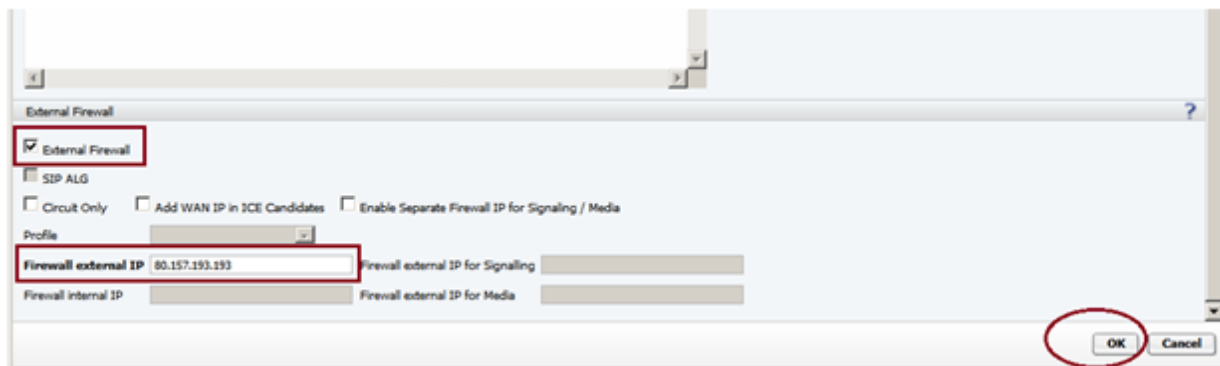 External Firewall ?
External Firewall
SIP ALG
Circuit Only Add WAN IP in ICE Candidates Enable Separate Firewall IP for Signaling / Media
Profile
Firewall external IP 80.157.193.193 Firewall external IP for Signalling
Firewall internal IP Firewall external IP for Media
OK Cancel